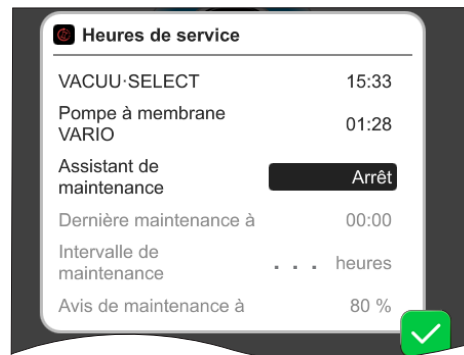 Heures de service
VACUU·SELECT 15:33
Pompe à membrane
VARIO 01:28
Assistant de
maintenance Arrêt
Dernière maintenance à 00:00
Intervalle de
maintenance . . . heures
Avis de maintenance à 80 %